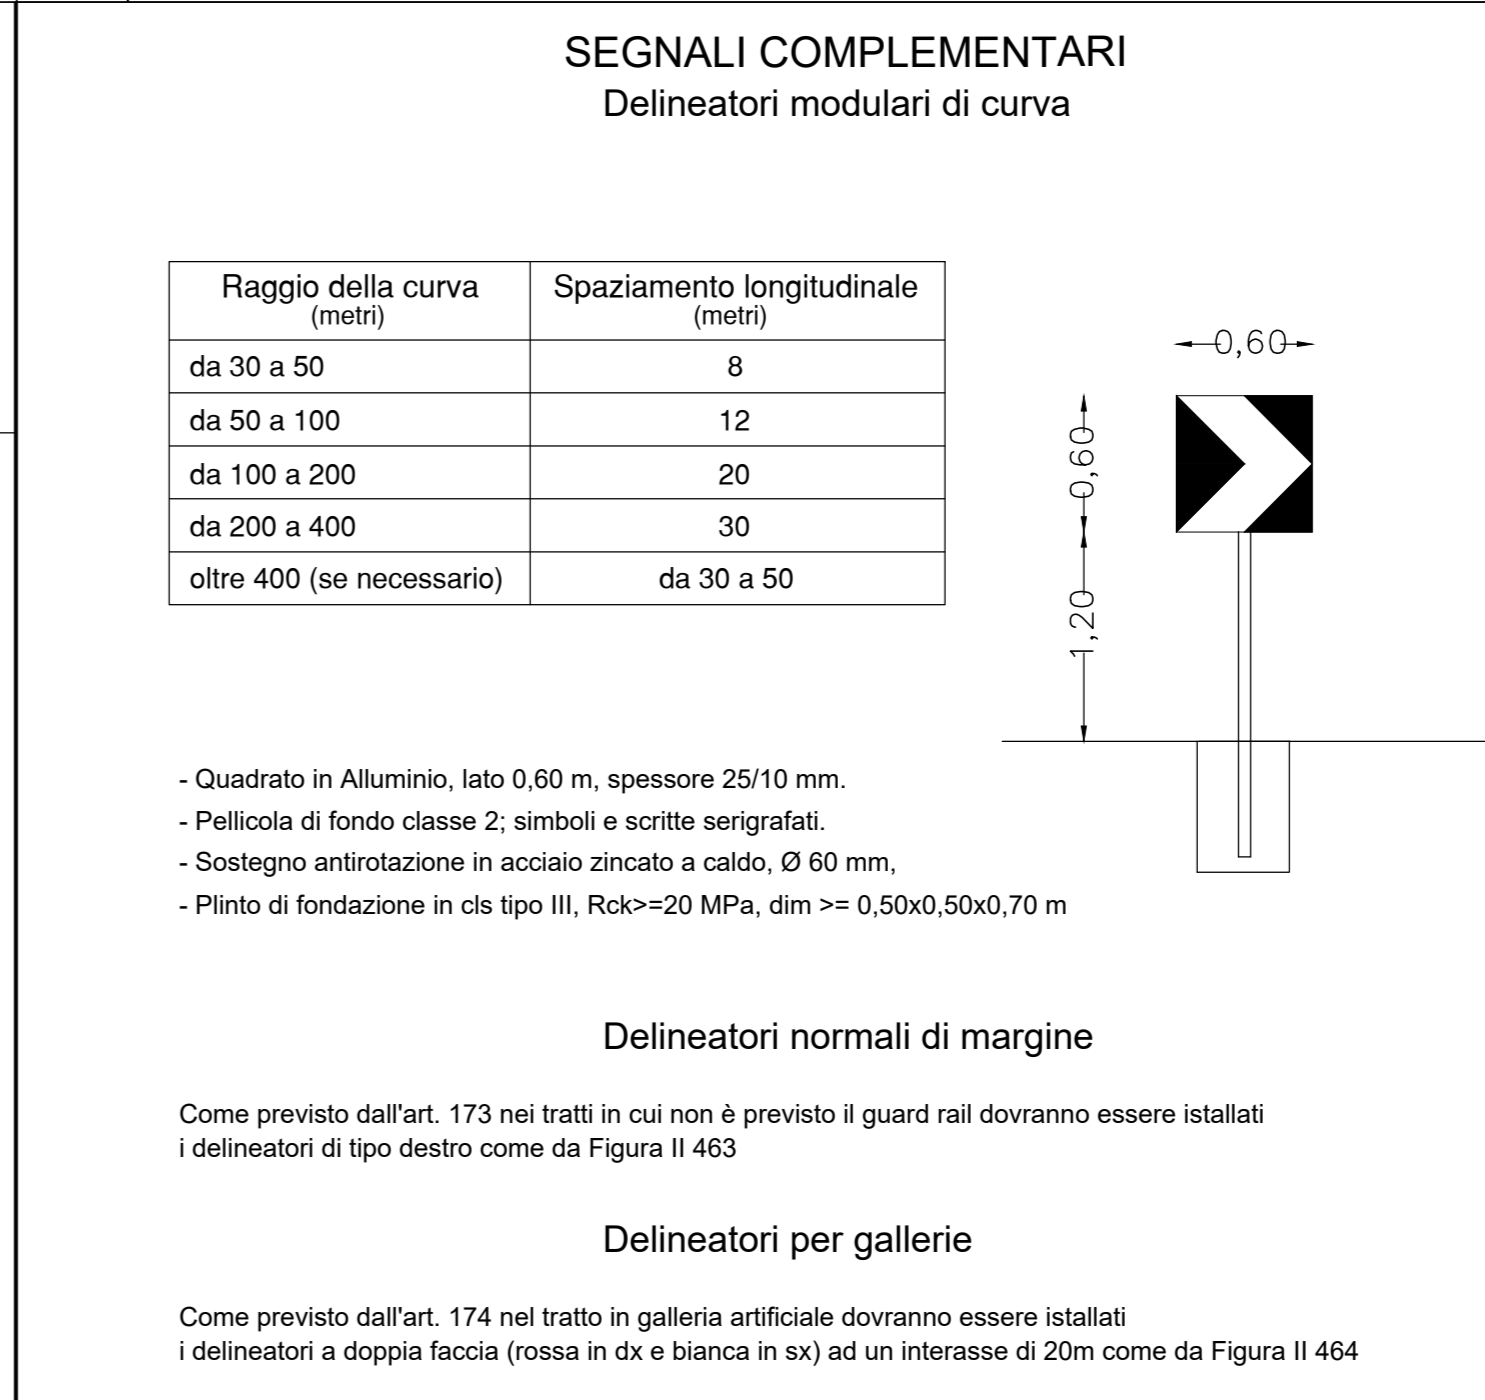 SEGNALI COMPLEMENTARI
Delineatori modulari di curva
Raggio della curva
(metri)
Spaziamento longitudinale
(metri)
da 30 a 50
8
da 50 a 100
12
da 100 a 200
20
da 200 a 400
30
oltre 400 (se necessario)
da 30 a 50
0,60
0,60
1,20
- Quadrato in Alluminio, lato 0,60 m, spessore 25/10 mm.
- Pellicola di fondo classe 2; simboli e scritte serigrafati.
- Sostegno antirotazione in acciaio zincato a caldo, Ø 60 mm,
- Plinto di fondazione in cls tipo III, Rck>=20 MPa, dim >= 0,50x0,50x0,70 m
Delineatori normali di margine
Come previsto dall'art. 173 nei tratti in cui non è previsto il guard rail dovranno essere istallati
i delineatori di tipo destro come da Figura II 463
Delineatori per gallerie
Come previsto dall'art. 174 nel tratto in galleria artificiale dovranno essere istallati
i delineatori a doppia faccia (rossa in dx e bianca in sx) ad un interasse di 20m come da Figura II 464